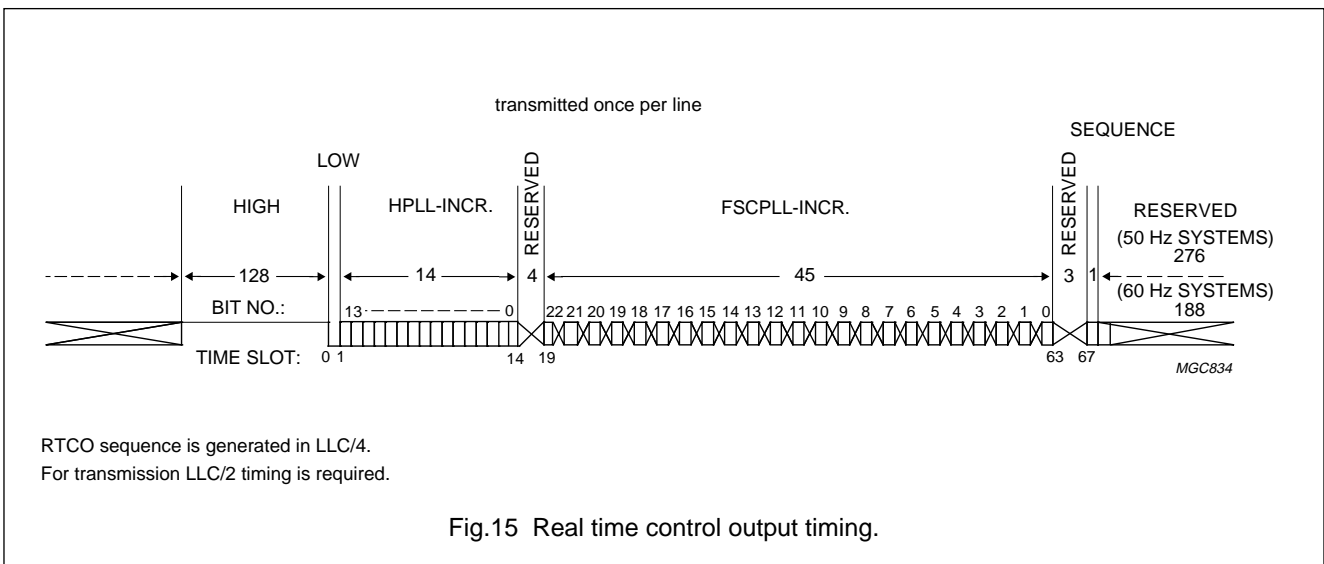 transmitted once per line
SEQUENCE
LOW
RESERVED
RESERVED
HIGH
HPLL-INCR.
FSCPLL-INCR.
RESERVED
(50 Hz SYSTEMS)
276
128
14
4
45
3
1
(60 Hz SYSTEMS)
188
BIT NO.:
13
0
22 21 20 19 18 17 16 15 14 13 12 11 10 9 8 7 6 5 4 3 2 1 0
TIME SLOT:
0 1
14
19
63
67
MGC834
RTCO sequence is generated in LLC/4.
For transmission LLC/2 timing is required.
Fig.15 Real time control output timing.